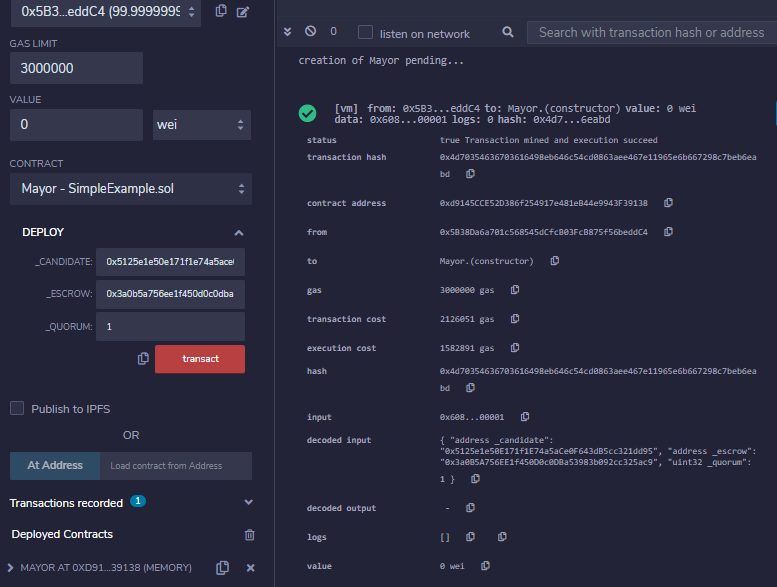 0x5B3...eddC4 (99.9999999
GAS LIMIT
3000000
VALUE
0
wei
CONTRACT
Mayor - SimpleExample.sol
DEPLOY
_CANDIDATE:
0x5125e1e50e171f1e74a5ace
_ESCROW:
0x3a0b5a756ee1f450d0c0dba
_QUORUM:
1
transact
Publish to IPFS
OR
At Address
Load contract from Address
Transactions recorded 1
Deployed Contracts
MAYOR AT 0XD91...39138 (MEMORY)
0
listen on network
Search with transaction hash or address
creation of Mayor pending...
[vm] from: 0x5B3...eddC4 to: Mayor.(constructor) value: 0 wei
data: 0x608...00001 logs: 0 hash: 0x4d7...6eabd
status true Transaction mined and execution succeed
transaction hash 0x4d70354636703616498eb646c54cd0863aee467e11965e6b667298c7beb6ea
bd
contract address 0xd9145CCE52D386f254917e481eB44e9943F39138
from 0x5B38Da6a701c568545dCfcB03FcB875f56beddC4
to Mayor.(constructor)
gas 3000000 gas
transaction cost 2126051 gas
execution cost 1582891 gas
hash 0x4d70354636703616498eb646c54cd0863aee467e11965e6b667298c7beb6ea
bd
input 0x608...00001
decoded input { "address _candidate":
"0x5125e1e50E171f1E74a5aCe0F643dB5cc321dd95", "address _escrow":
"0x3a0B5A756EE1f450D0c0DBa53983b092cc325ac9", "uint32 _quorum":
1 }
decoded output -
logs []
value 0 wei